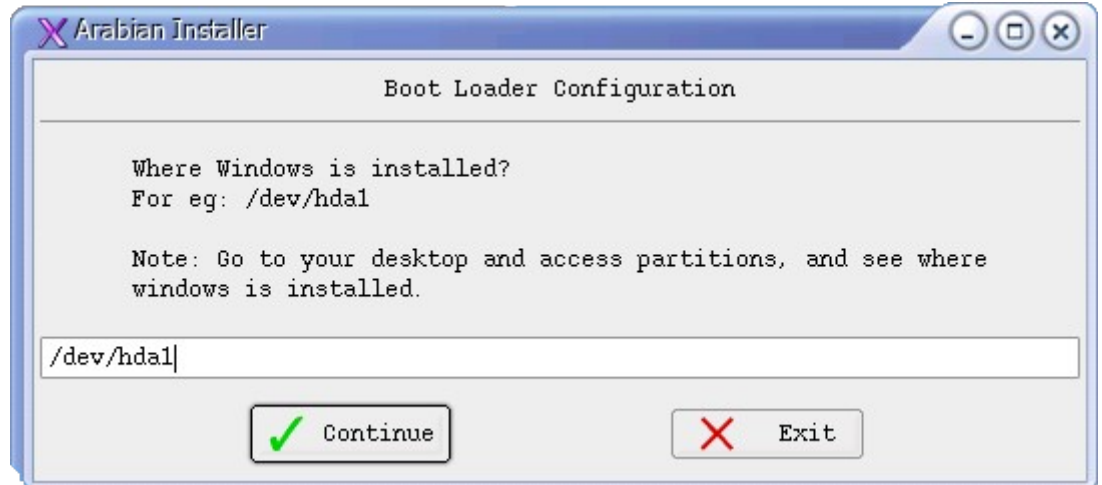 Arabian Installer
Boot Loader Configuration
Where Windows is installed?
For eg: /dev/hda1
Note: Go to your desktop and access partitions, and see where
windows is installed.
/dev/hda1
Continue
Exit